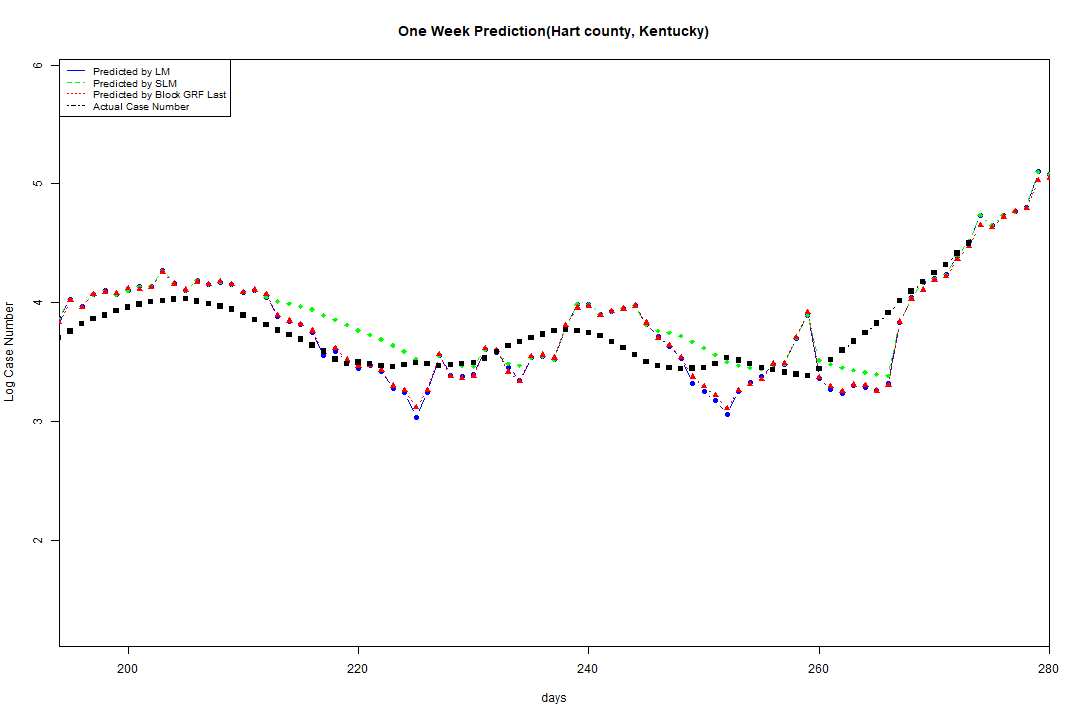 One Week Prediction(Hart county, Kentucky)
Predicted by LM
Predicted by SLM
Predicted by Block GRF Last
Actual Case Number
6
5
4
3
2
Log Case Number
200 220 240 260 280
days